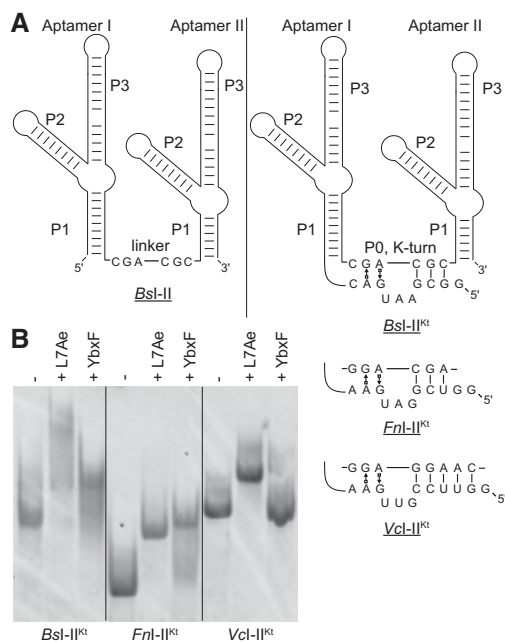 A
Aptamer I
Aptamer II
P3
P3
P2
P2
P1
P1
linker
5′
CGA—CGC
3′
BsI-II
Aptamer I
Aptamer II
P3
P3
P2
P2
P1
P1
P0, K-turn
CGA—CGC
3′
CAG
UAA
GCGG
5′
BsI-II^Kt
B
-
+ L7Ae
+ YbxF
-
+ L7Ae
+ YbxF
-
+ L7Ae
+ YbxF
BsI-II^Kt
FnI-II^Kt
VcI-II^Kt
-GGA—CGA-
AAG
UAG
GCUGG
5′
FnI-II^Kt
-GGA—GGAAC-
AAG
UUG
CCUUGG
5′
VcI-II^Kt